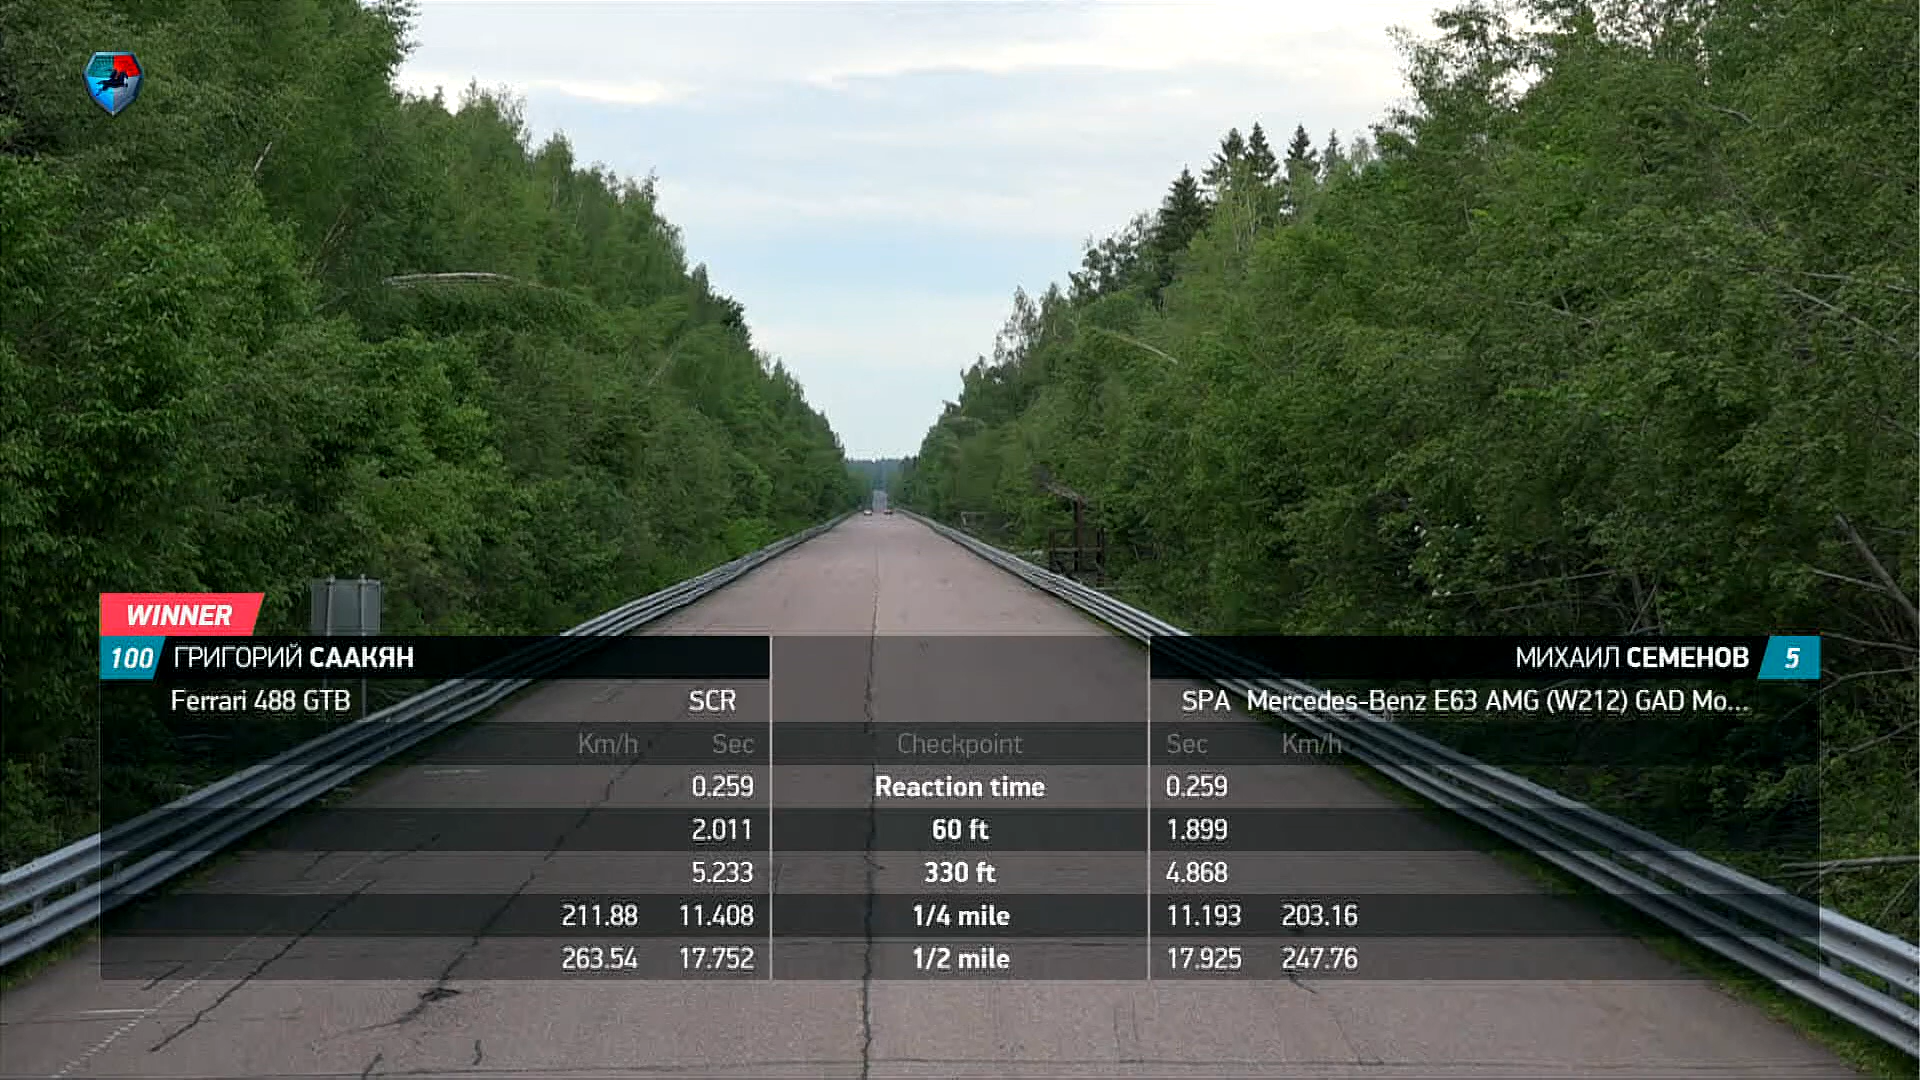 WINNER
100 ГРИГОРИЙ СААКЯН
Ferrari 488 GTB SCR
МИХАИЛ СЕМЕНОВ 5
SPA Mercedes-Benz E63 AMG (W212) GAD Mo...
Km/h Sec Checkpoint Sec Km/h
0.259 Reaction time 0.259
2.011 60 ft 1.899
5.233 330 ft 4.868
211.88 11.408 1/4 mile 11.193 203.16
263.54 17.752 1/2 mile 17.925 247.76